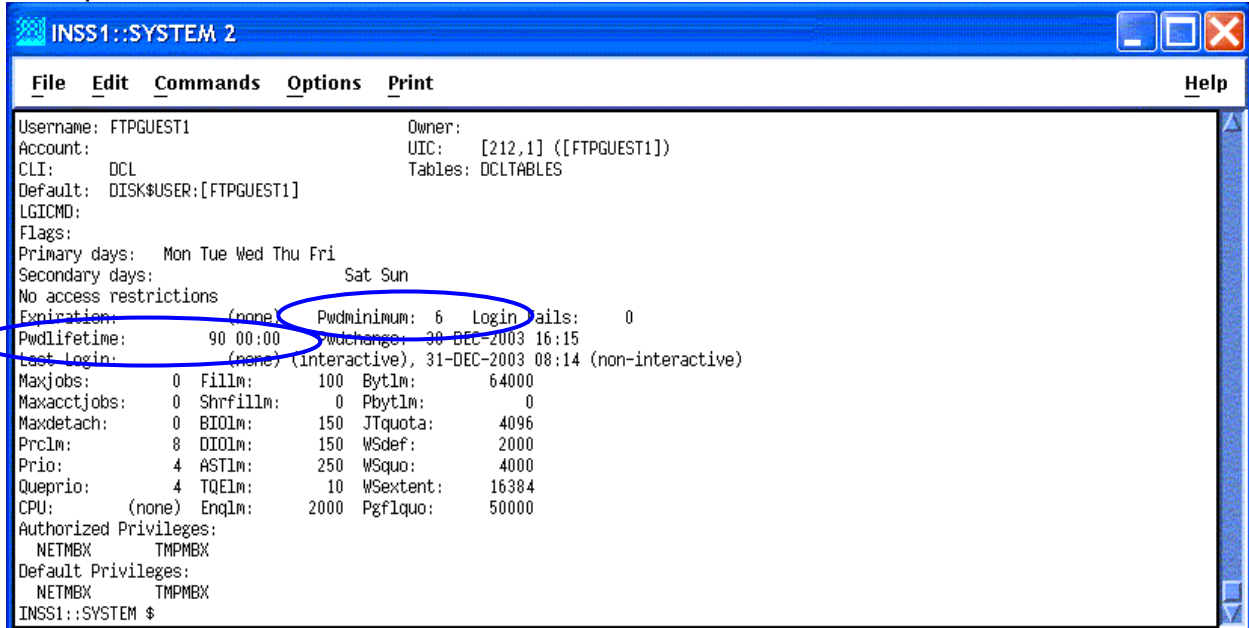 INSS1::SYSTEM 2
File Edit Commands Options Print Help
Username: FTPGUEST1 Owner:
Account: UIC: [212,1] ([FTPGUEST1])
CLI: DCL Tables: DCLTABLES
Default: DISK$USER:[FTPGUEST1]
LGICMD:
Flags:
Primary days: Mon Tue Wed Thu Fri
Secondary days: Sat Sun
No access restrictions
Expiration: (none) Pwdminimum: 6 Login Fails: 0
Pwdlifetime: 90 00:00 Pwdchange: 30-DEC-2003 16:15
Last Login: (none) (interactive), 31-DEC-2003 08:14 (non-interactive)
Maxjobs: 0 Fillm: 100 Bytlm: 64000
Maxacctjobs: 0 Shrfillm: 0 Pbytlm: 0
Maxdetach: 0 BIOlm: 150 JTquota: 4096
Prclm: 8 DIOlm: 150 WSdef: 2000
Prio: 4 ASTlm: 250 WSquo: 4000
Queprio: 4 TQElm: 10 WSextent: 16384
CPU: (none) Enqlm: 2000 Pgflquo: 50000
Authorized Privileges:
NETMBX TMPMBX
Default Privileges:
NETMBX TMPMBX
INSS1::SYSTEM $